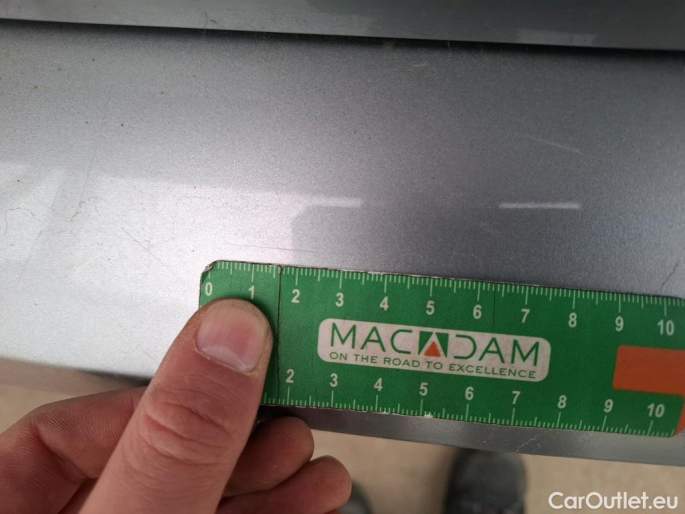 0 1 2 3 4 5 6 7 8 9 10
MACADAM
ON THE ROAD TO EXCELLENCE
2 3 4 5 6 7 8 9 10
CarOutlet.eu